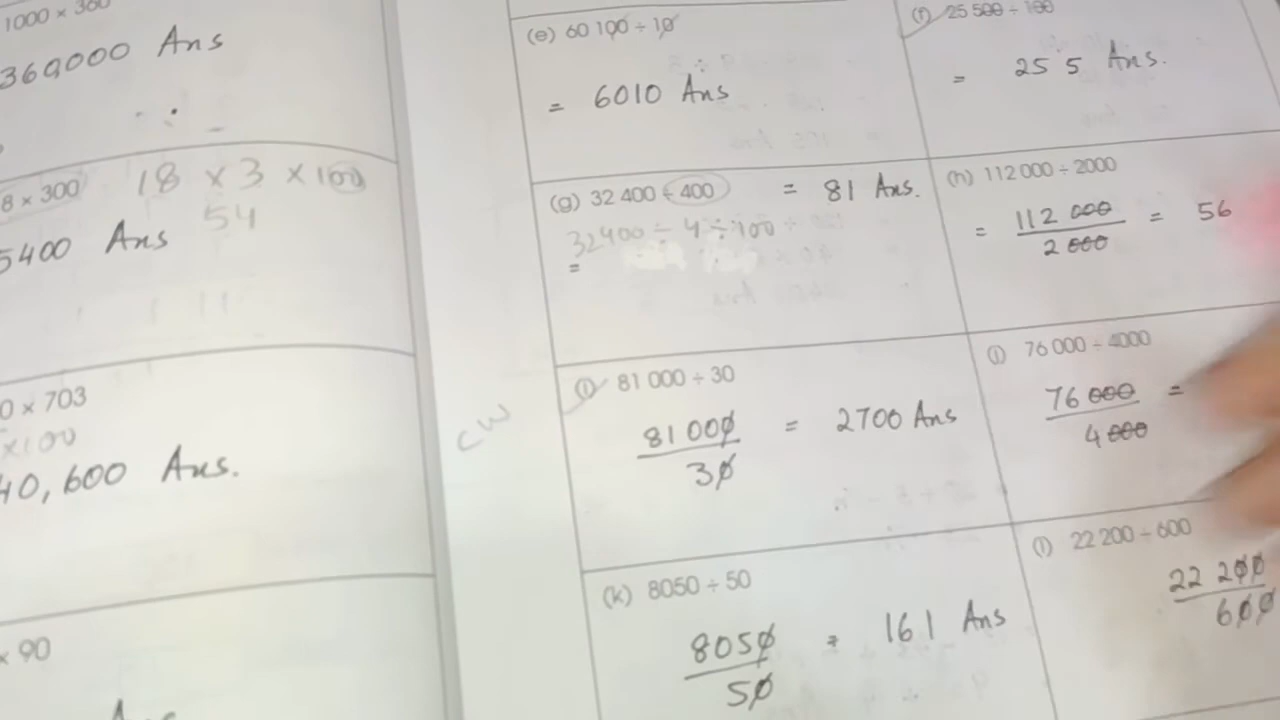 1000 × 360
360000 Ans
8 × 300
18 × 3 × 100
54
5400 Ans
0 × 703
×100
40,600 Ans.
× 90
(e) 60 100 ÷ 10
= 6010 Ans
(f) 25 500 ÷ 100
= 255 Ans.
(g) 32 400 ÷ 400 = 81 Ans.
32400 ÷ 4 ÷ 100
=
(h) 112 000 ÷ 2000
= 112 000 / 2 000 = 56
CW
(i) 81 000 ÷ 30
81 000 / 30 = 2700 Ans
(j) 76 000 ÷ 4000
76 000 / 4 000 =
(k) 8050 ÷ 50
8050 / 50 = 161 Ans
(l) 22 200 ÷ 600
22 200 / 600